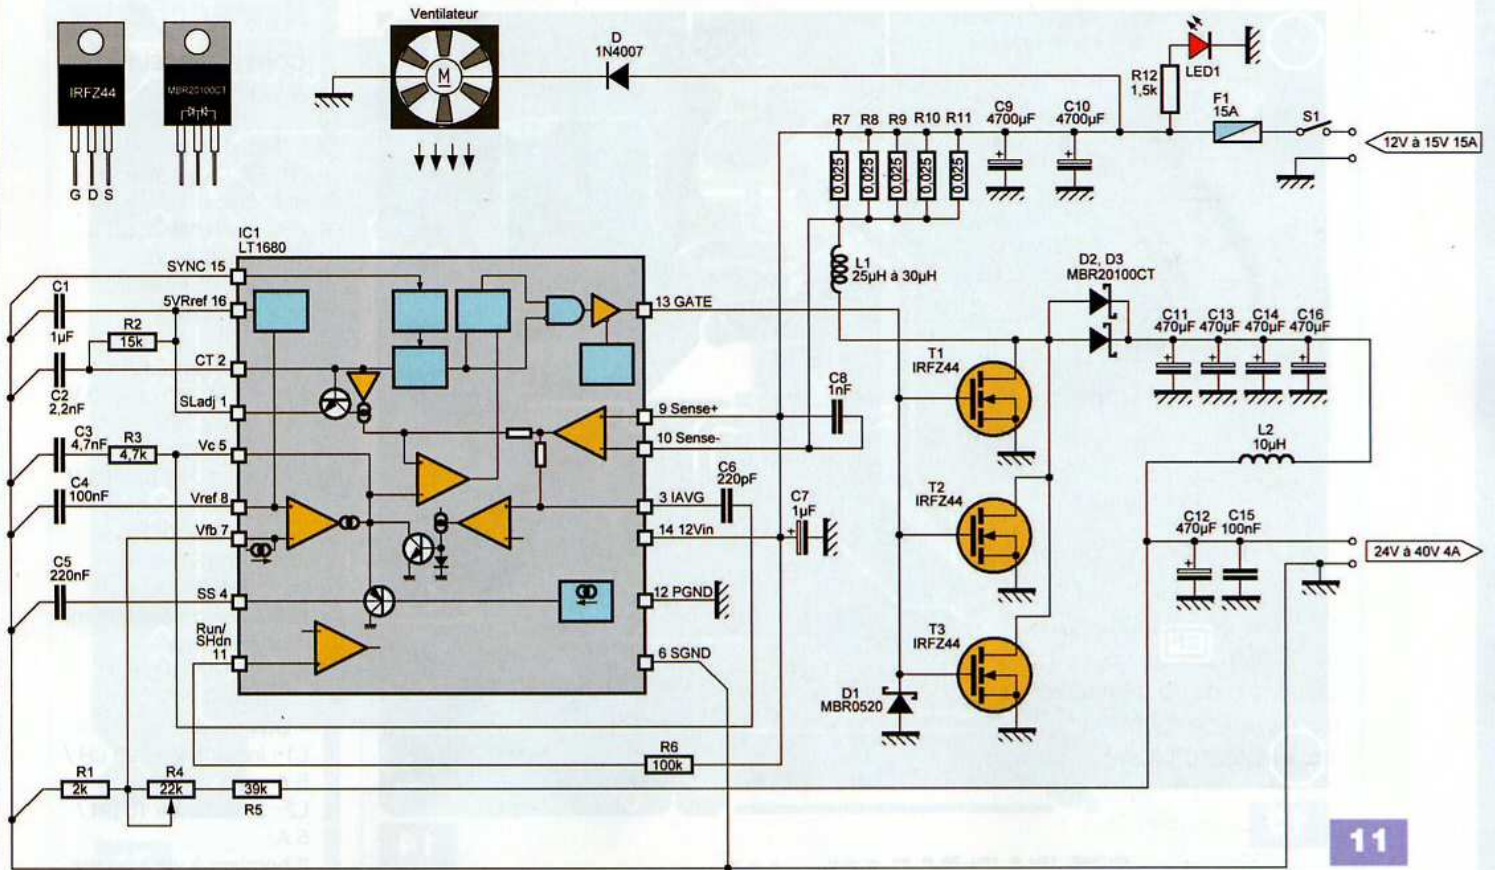 Ventilateur
M
IRFZ44
G D S
MBR20100CT
D
1N4007
LED1
R12
1,5k
F1
15A
S1
12V à 15V 15A
R7
0,025
R8
0,025
R9
0,025
R10
0,025
R11
0,025
C9
4700µF
+
C10
4700µF
+
L1
25µH à 30µH
D2, D3
MBR20100CT
C11
470µF
+
C13
470µF
+
C14
470µF
+
C16
470µF
+
L2
10µH
C12
470µF
+
C15
100nF
24V à 40V 4A
T1
IRFZ44
T2
IRFZ44
T3
IRFZ44
D1
MBR0520
C8
1nF
C6
220pF
C7
1µF
+
IC1
LT1680
SYNC 15
5VRref 16
CT 2
SLadj 1
Vc 5
Vref 8
Vfb 7
SS 4
Run/
SHdn
11
13 GATE
9 Sense+
10 Sense-
3 IAVG
14 12Vin
12 PGND
6 SGND
C1
1µF
R2
15k
C2
2,2nF
C3
4,7nF
R3
4,7k
C4
100nF
C5
220nF
R6
100k
R1
2k
R4
22k
39k
R5
11